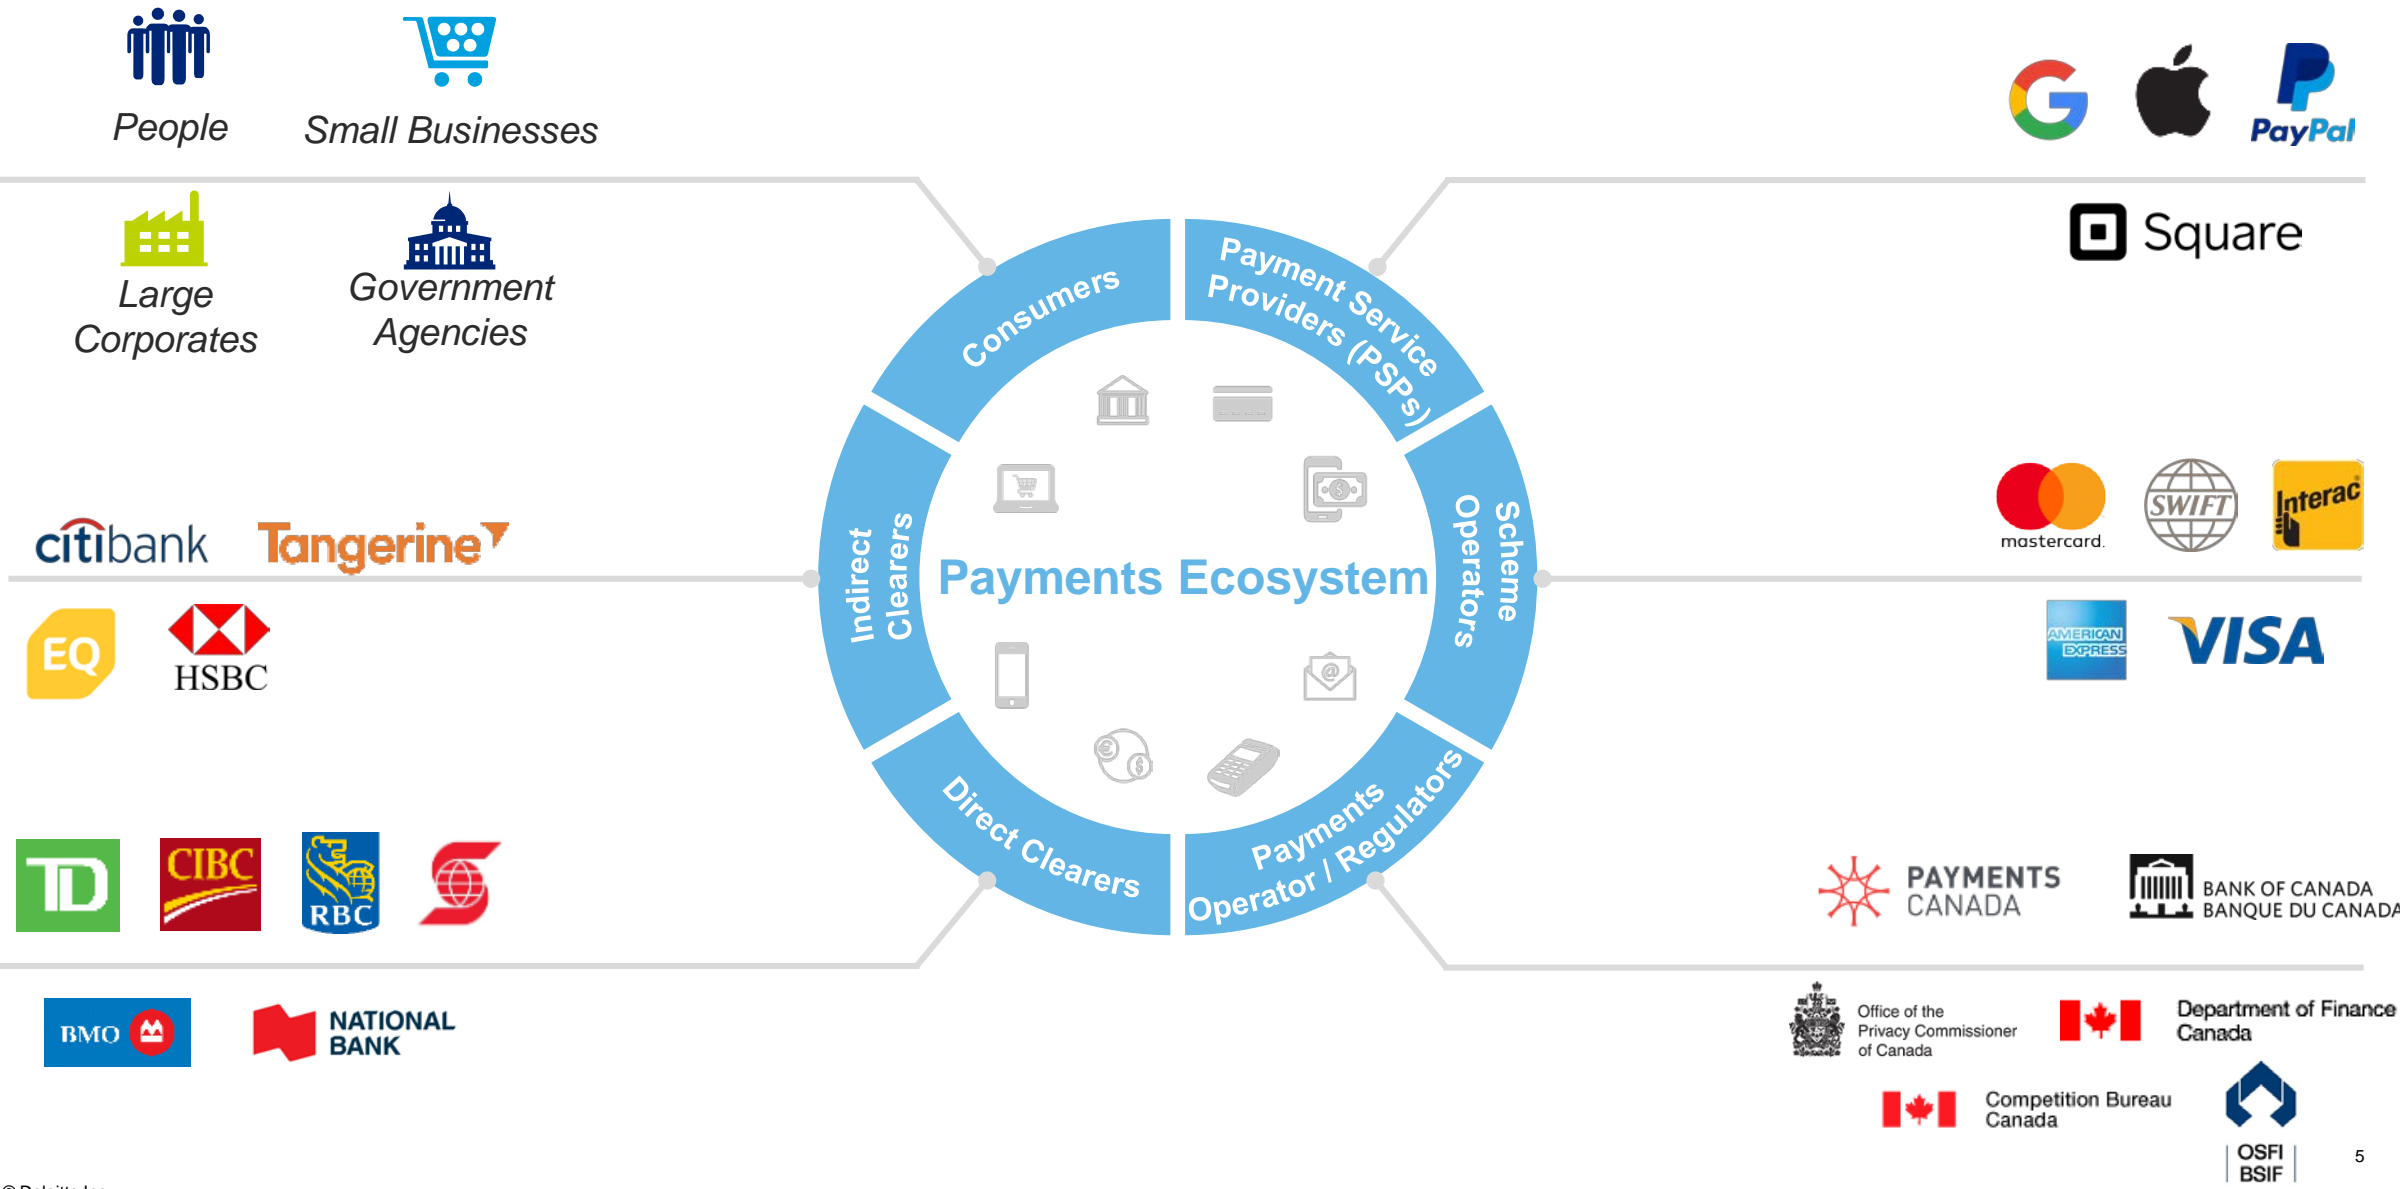 People
Small Businesses
PayPal
Large
Corporates
Government
Agencies
Square
Consumers
Payment Service
Providers (PSPs)
citibank
Tangerine
EQ
HSBC
Indirect
Clearers
Payments Ecosystem
Scheme
Operators
mastercard.
SWIFT
Interac
AMERICAN
EXPRESS
VISA
TD
CIBC
RBC
BMO
NATIONAL
BANK
Direct Clearers
Payments
Operator / Regulators
PAYMENTS
CANADA
BANK OF CANADA
BANQUE DU CANADA
Office of the
Privacy Commissioner
of Canada
Department of Finance
Canada
Competition Bureau
Canada
OSFI
BSIF
5